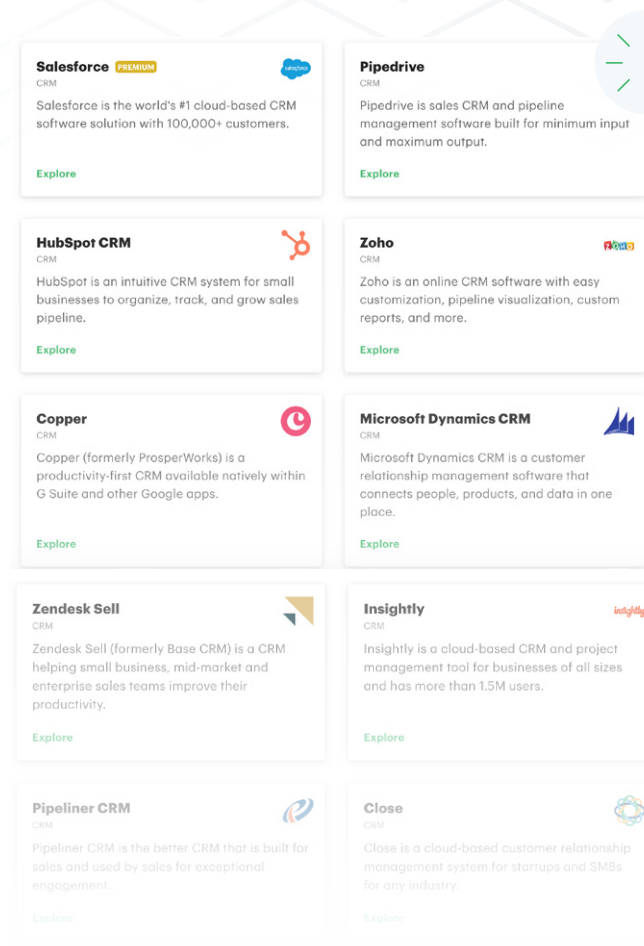 Salesforce PREMIUM
CRM
Salesforce is the world's #1 cloud-based CRM
software solution with 100,000+ customers.
Explore
salesforce
Pipedrive
CRM
Pipedrive is sales CRM and pipeline
management software built for minimum input
and maximum output.
Explore
HubSpot CRM
CRM
HubSpot is an intuitive CRM system for small
businesses to organize, track, and grow sales
pipeline.
Explore
Zoho
ZOHO
CRM
Zoho is an online CRM software with easy
customization, pipeline visualization, custom
reports, and more.
Explore
Copper
CRM
Copper (formerly ProsperWorks) is a
productivity-first CRM available natively within
G Suite and other Google apps.
Explore
Microsoft Dynamics CRM
CRM
Microsoft Dynamics CRM is a customer
relationship management software that
connects people, products, and data in one
place.
Explore
Zendesk Sell
CRM
Zendesk Sell (formerly Base CRM) is a CRM
helping small business, mid-market and
enterprise sales teams improve their
productivity.
Explore
Insightly
insightly
CRM
Insightly is a cloud-based CRM and project
management tool for businesses of all sizes
and has more than 1.5M users.
Explore
Pipeliner CRM
CRM
Pipeliner CRM is the better CRM that is built for
sales and used by sales for exceptional
engagement.
Explore
Close
CRM
Close is a cloud-based customer relationship
management system for startups and SMBs
for any industry.
Explore